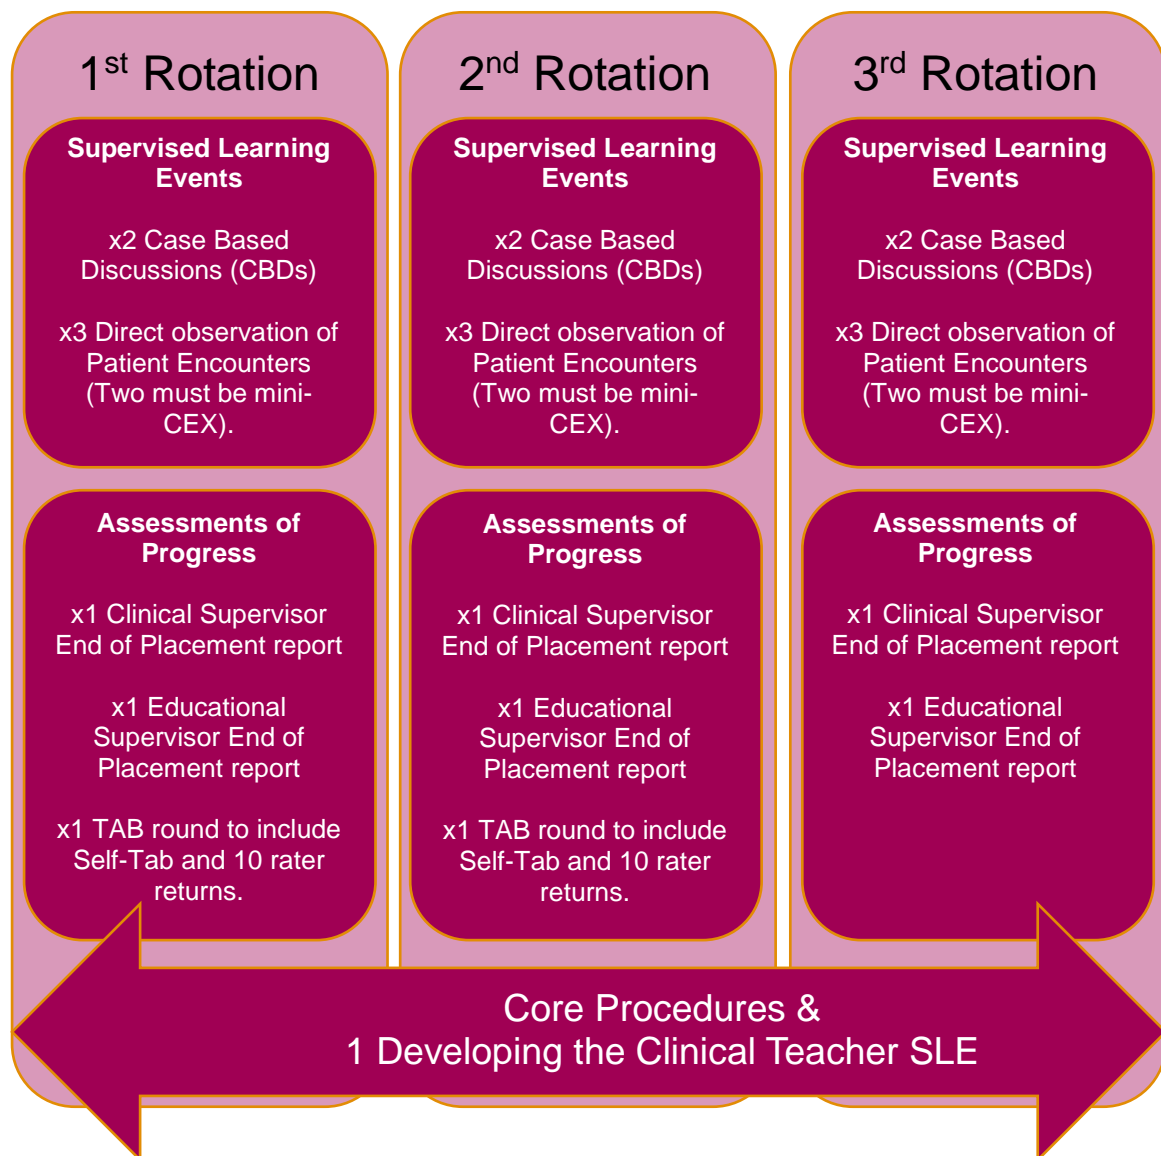 1st Rotation
Supervised Learning
Events
x2 Case Based
Discussions (CBDs)
x3 Direct observation of
Patient Encounters
(Two must be mini-
CEX).
Assessments of
Progress
x1 Clinical Supervisor
End of Placement report
x1 Educational
Supervisor End of
Placement report
x1 TAB round to include
Self-Tab and 10 rater
returns.
2nd Rotation
Supervised Learning
Events
x2 Case Based
Discussions (CBDs)
x3 Direct observation of
Patient Encounters
(Two must be mini-
CEX).
Assessments of
Progress
x1 Clinical Supervisor
End of Placement report
x1 Educational
Supervisor End of
Placement report
x1 TAB round to include
Self-Tab and 10 rater
returns.
3rd Rotation
Supervised Learning
Events
x2 Case Based
Discussions (CBDs)
x3 Direct observation of
Patient Encounters
(Two must be mini-
CEX).
Assessments of
Progress
x1 Clinical Supervisor
End of Placement report
x1 Educational
Supervisor End of
Placement report
Core Procedures &
1 Developing the Clinical Teacher SLE